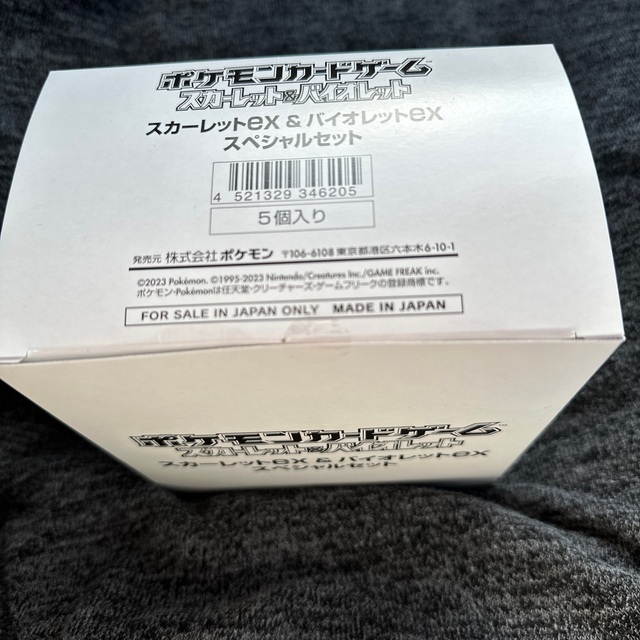 ポケモンカードゲーム
スカーレット&バイオレット
スカーレットex & バイオレットex
スペシャルセット
4 521329 346205
5個入り
発売元 株式会社 ポケモン 〒106-6108 東京都港区六本木6-10-1
©2023 Pokémon. ©1995-2023 Nintendo/Creatures Inc./GAME FREAK inc.
ポケモン・Pokémonは任天堂・クリーチャーズ・ゲームフリークの登録商標です。
FOR SALE IN JAPAN ONLY MADE IN JAPAN
ポケモンカードゲーム
スカーレット&バイオレット
スカーレットex & バイオレットex
スペシャルセット